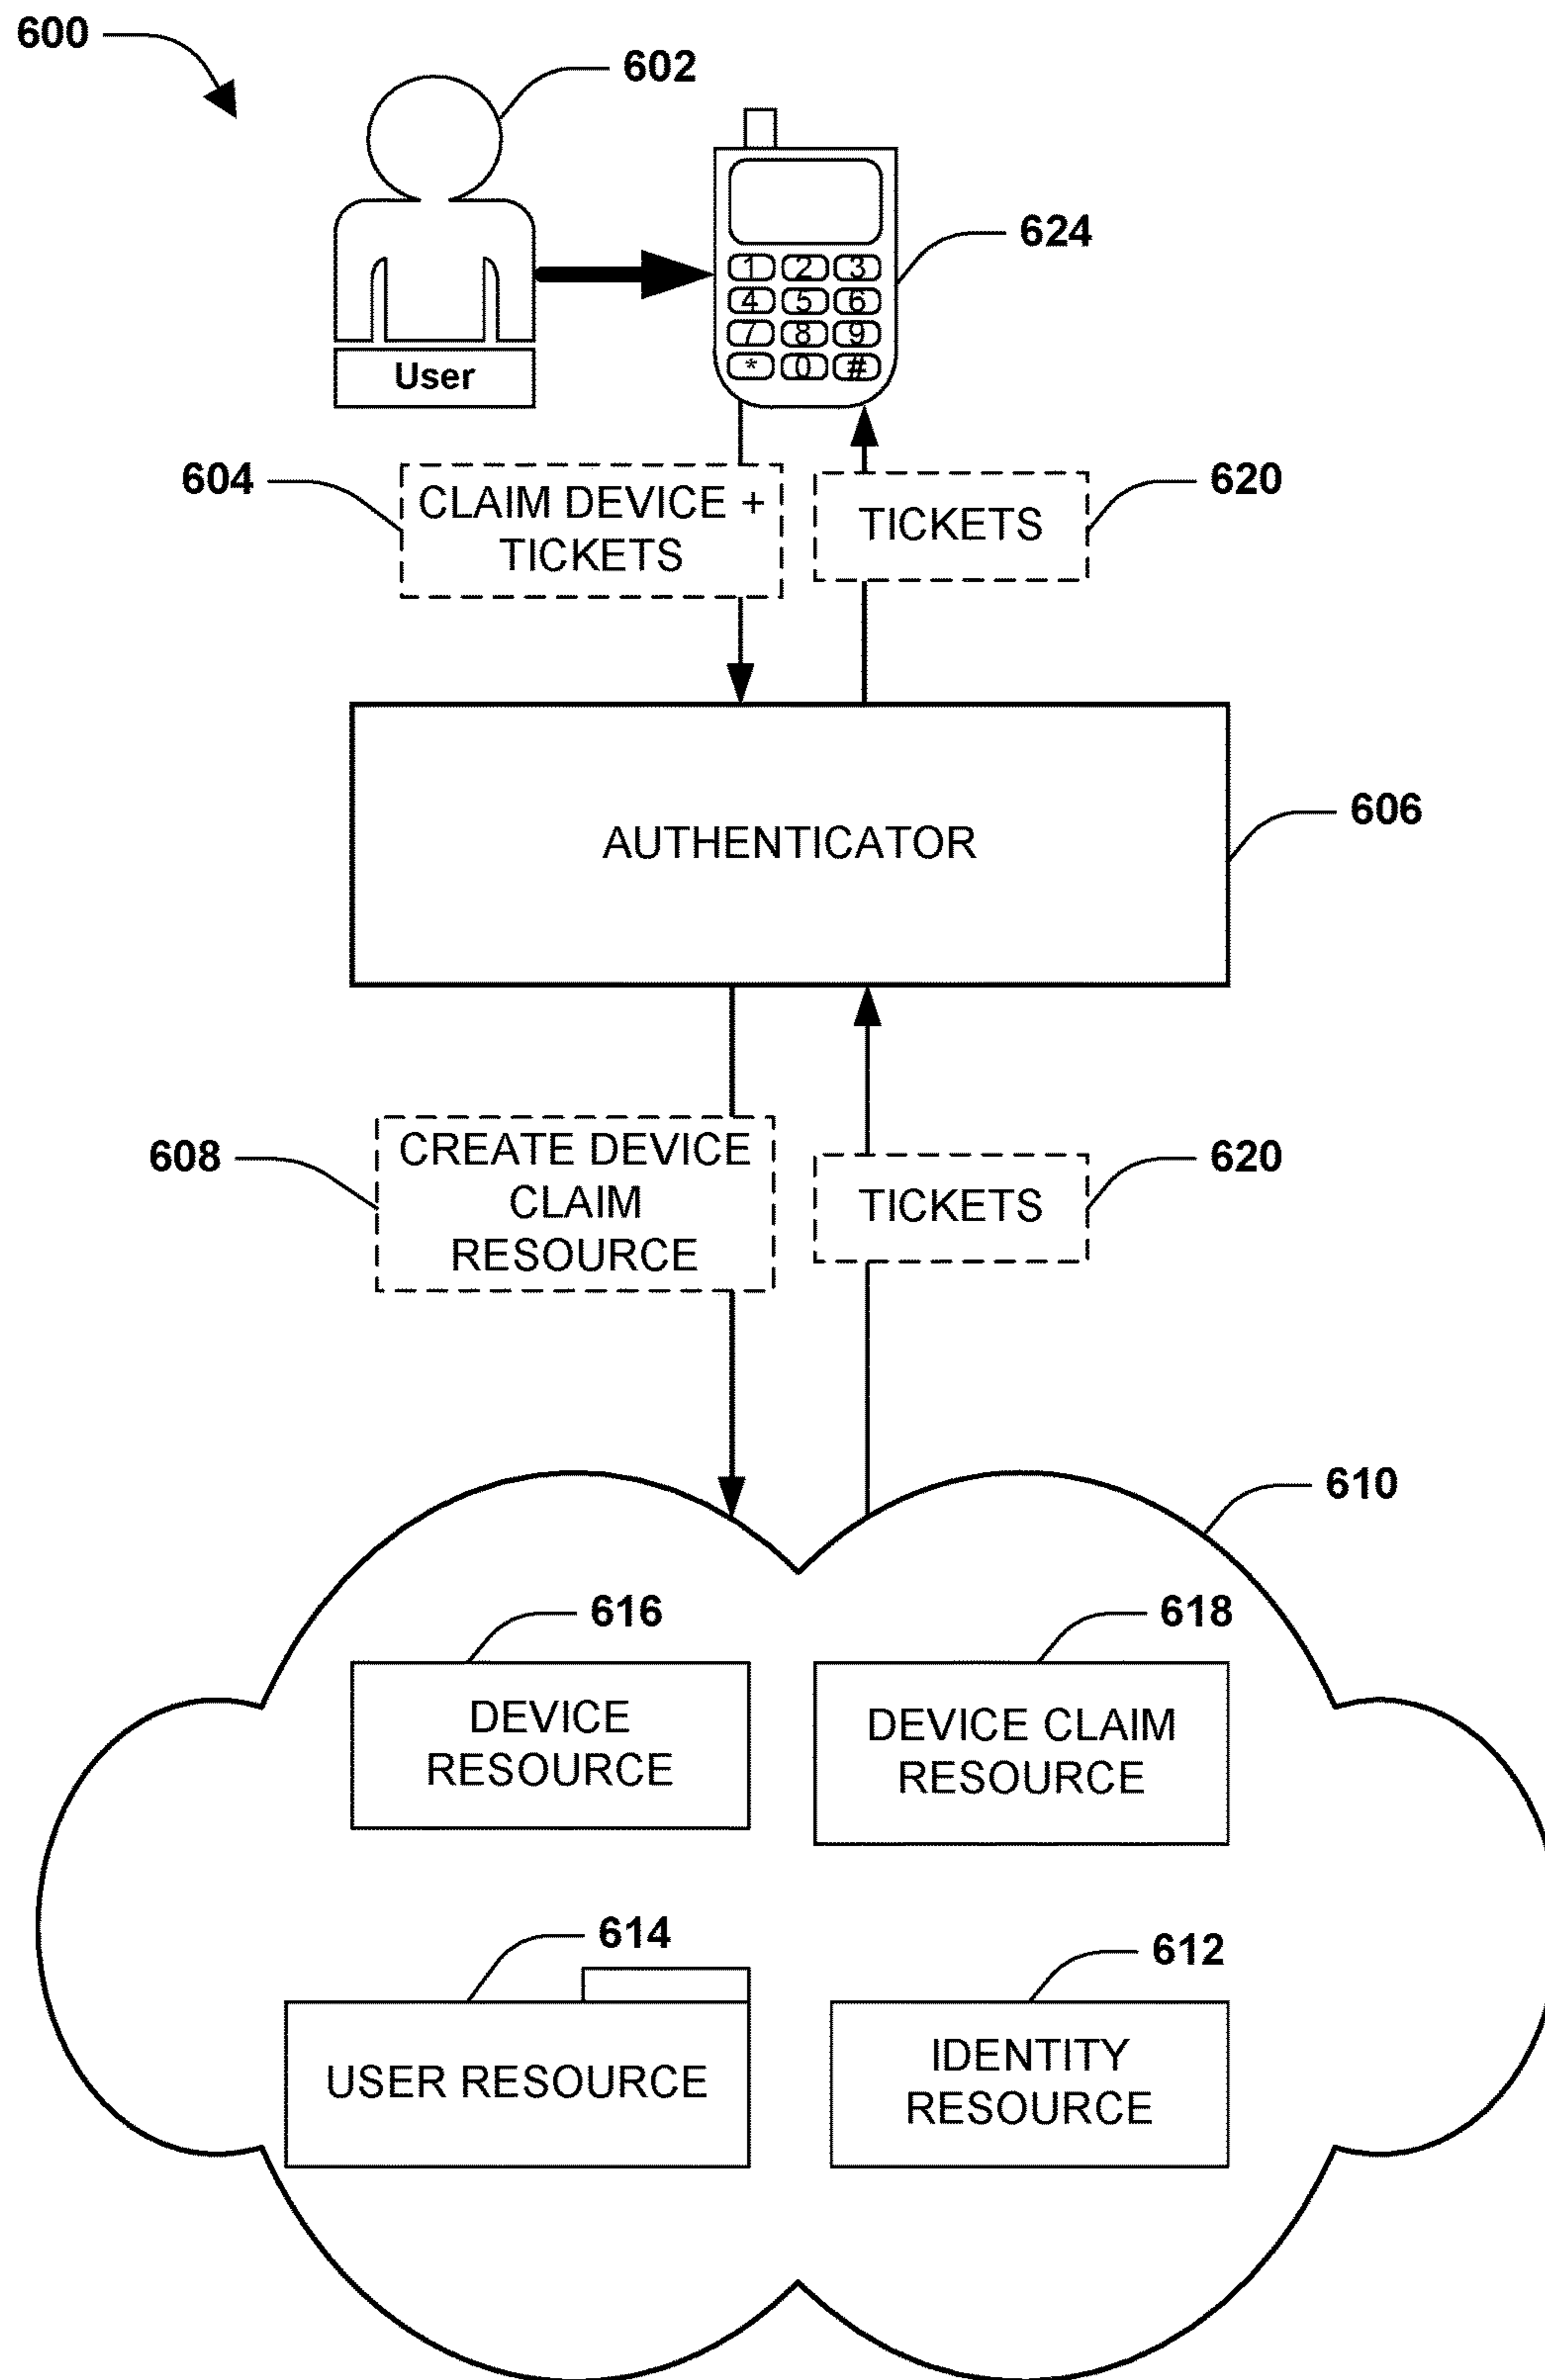 600
602
624
1 2 3
4 5 6
7 8 9
* 0 #
User
604
CLAIM DEVICE +
TICKETS
620
TICKETS
AUTHENTICATOR
606
608
CREATE DEVICE
CLAIM
RESOURCE
620
TICKETS
610
616
DEVICE
RESOURCE
618
DEVICE CLAIM
RESOURCE
614
USER RESOURCE
612
IDENTITY
RESOURCE